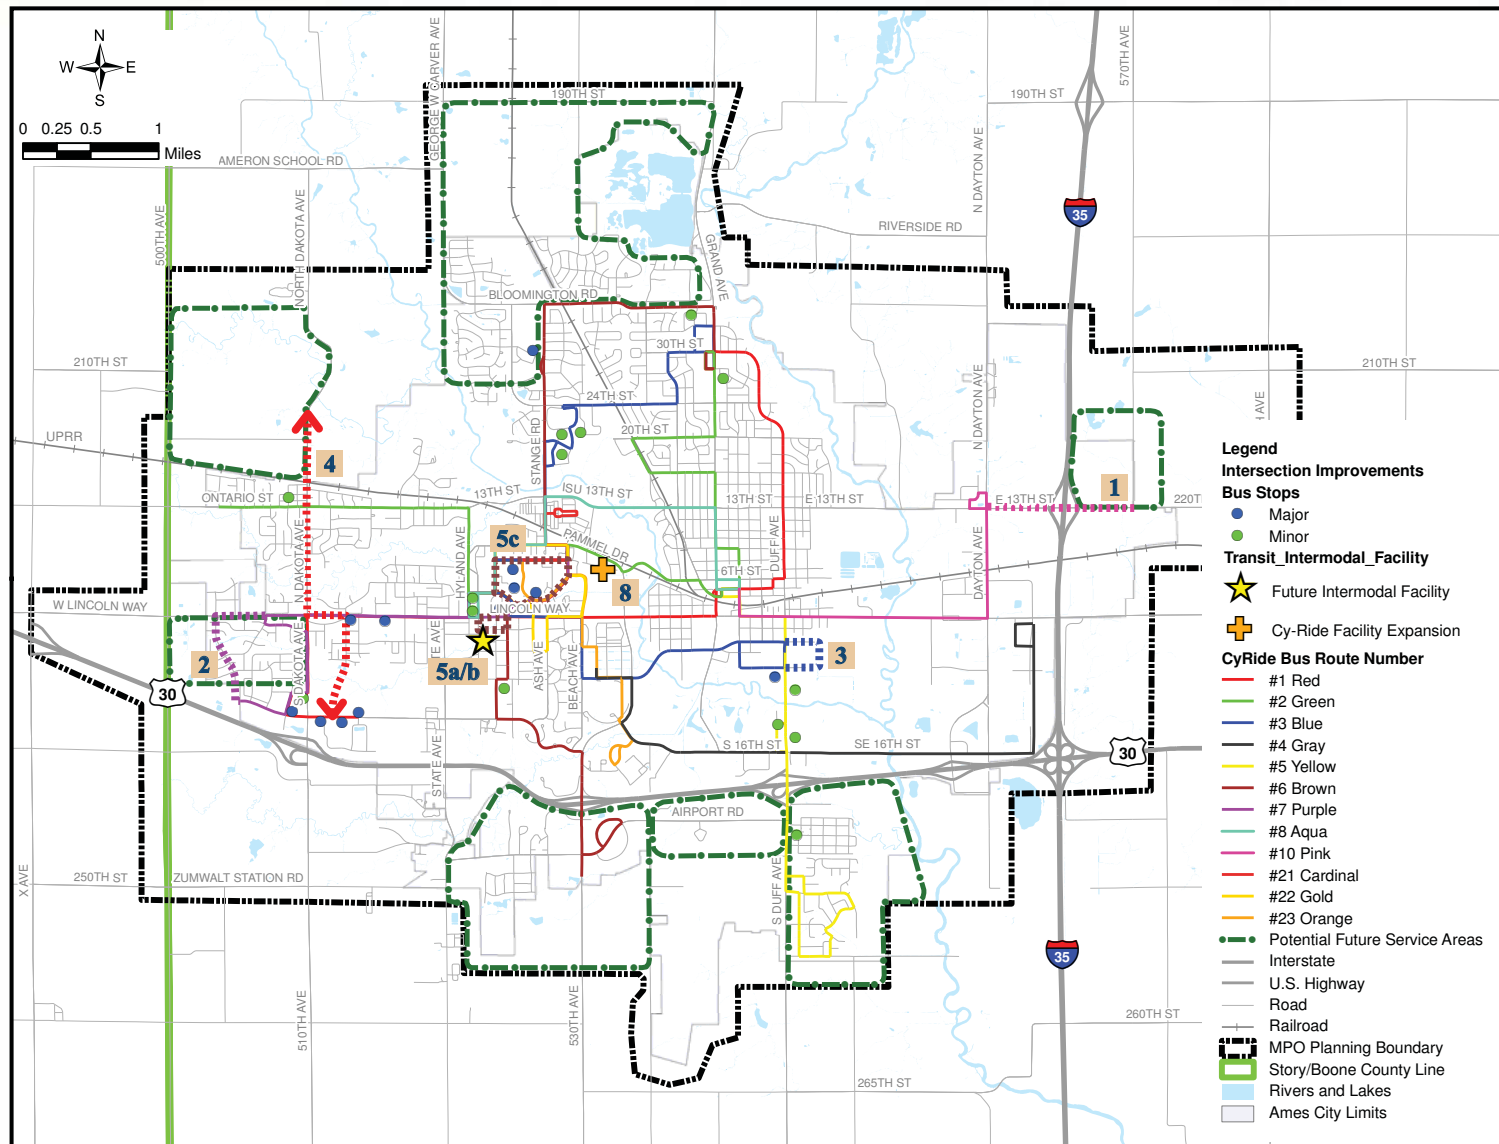 N
W E
S
0 0.25 0.5 1
Miles
AMERON SCHOOL RD
GEORGE W CARVER AVE
190TH ST
190TH ST
570TH AVE
N DAYTON AVE
35
RIVERSIDE RD
500TH AVE
NORTH DAKOTA AVE
GRAND AVE
BLOOMINGTON RD
30TH ST
210TH ST
210TH ST
24TH ST
N DAYTON AVE
AVE
20TH ST
UPRR
STANGE RD
4
13TH ST
ISU 13TH ST
ONTARIO ST
13TH ST
E 13TH ST
E 13TH ST
1
220T
N DAKOTA AVE
HYLAND AVE
5c
PAMMEL DR
DUFF AVE
6TH ST
8
DAYTON AVE
W LINCOLN WAY
LINCOLN WAY
2
S DAKOTA AVE
TE AVE
5a/b
ASH AVE
BEACH AVE
3
30
STATE AVE
S 16TH ST
SE 16TH ST
30
AIRPORT RD
X AVE
250TH ST
ZUMWALT STATION RD
S DUFF AVE
35
510TH AVE
530TH AVE
260TH ST
265TH ST
Legend
Intersection Improvements
Bus Stops
Major
Minor
Transit_Intermodal_Facility
Future Intermodal Facility
Cy-Ride Facility Expansion
CyRide Bus Route Number
#1 Red
#2 Green
#3 Blue
#4 Gray
#5 Yellow
#6 Brown
#7 Purple
#8 Aqua
#10 Pink
#21 Cardinal
#22 Gold
#23 Orange
Potential Future Service Areas
Interstate
U.S. Highway
Road
Railroad
MPO Planning Boundary
Story/Boone County Line
Rivers and Lakes
Ames City Limits